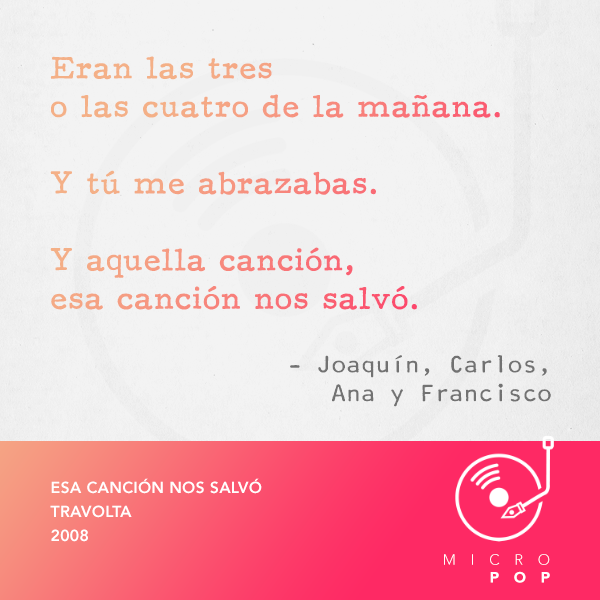 Eran las tres
o las cuatro de la mañana.
Y tú me abrazabas.
Y aquella canción,
esa canción nos salvó.
– Joaquín, Carlos,
Ana y Francisco
ESA CANCIÓN NOS SALVÓ
TRAVOLTA
2008
MICRO
POP